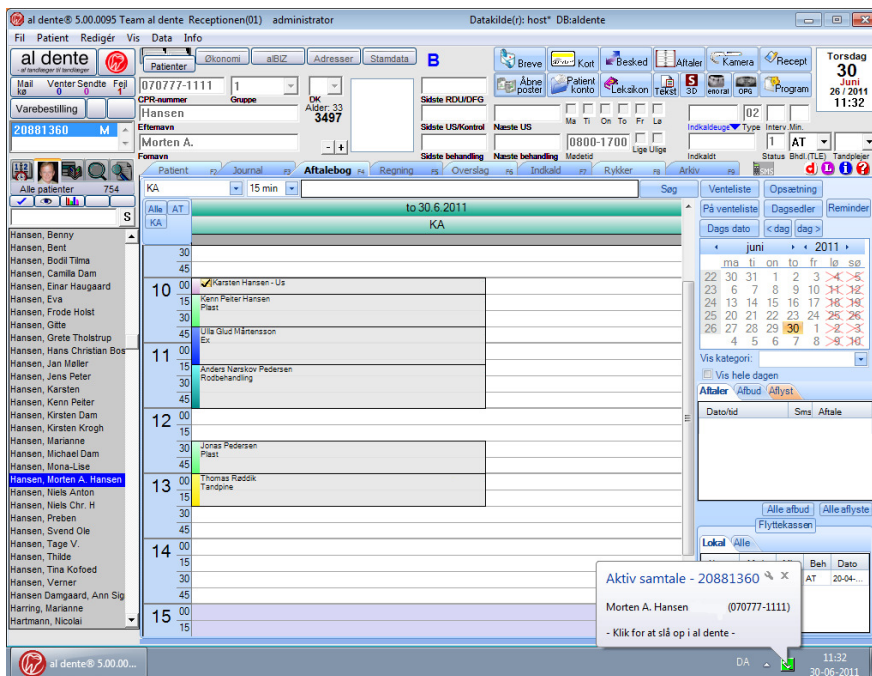 al dente® 5.00.0095 Team al dente Receptionen(01) administrator Datakilde(r): host* DB:aldente
Fil Patient Redigér Vis Data Info
al dente
- af tandlæger til tandlæger
Patienter Økonomi alBIZ Adresser Stamdata B
Breve Kort Besked Aftaler Kamera Recept
Åbne poster Patient konto Leksikon Tekst 3D enoral OPG Program
Torsdag
30
Juni
26 / 2011
11:32
Mail kø Venter 0 Sendte 0 Fejl 1
Varebestilling
20881360 M
070777-1111 1
CPR-nummer Gruppe DK
Alder: 33
3497
Hansen
Efternavn
Morten A.
Fornavn
- +
Sidste RDU/DFG
Sidste US/Kontrol Næste US
Sidste behandling Næste behandling Mødetid
Ma Ti On To Fr Lø
0800-1700 Lige Ulige
02
Indkaldeuge Type Interv. Min.
1 AT
Indkaldt Status Bhdl.(TLE) Tandplejer
Patient F2 Journal F3 Aftalebog F4 Regning F5 Overslag F6 Indkald F7 Rykker F8 Arkiv F9 SMS
Alle patienter 754
S
Hansen, Benny
Hansen, Bent
Hansen, Bodil Tilma
Hansen, Camilla Dam
Hansen, Einar Haugaard
Hansen, Eva
Hansen, Frode Holst
Hansen, Gitte
Hansen, Grete Tholstrup
Hansen, Hans Christian Bos
Hansen, Jan Møller
Hansen, Jens Peter
Hansen, Karsten
Hansen, Kenn Peiter
Hansen, Kirsten Dam
Hansen, Kirsten Krogh
Hansen, Marianne
Hansen, Michael Dam
Hansen, Mona-Lise
Hansen, Morten A. Hansen
Hansen, Niels Anton
Hansen, Niels Chr. H
Hansen, Preben
Hansen, Svend Ole
Hansen, Tage V.
Hansen, Thilde
Hansen, Tina Kofoed
Hansen, Verner
Hansen Damgaard, Ann Sig
Harring, Marianne
Hartmann, Nicolai
KA 15 min Søg
Alle AT
KA
to 30.6.2011
KA
30
45
10 00 Karsten Hansen - Us
15 Kenn Peiter Hansen
Plast
30
45 Ulla Glud Mårtensson
Ex
11 00
15 Anders Nørskov Pedersen
Rodbehandling
30
45
12 00
15
30 Jonas Pedersen
Plast
45
13 00 Thomas Røddik
Tandpine
15
30
45
14 00
15
30
45
15 00
15
Venteliste Opsætning
På venteliste Dagsedler Reminder
Dags dato < dag dag >
juni 2011
ma ti on to fr lø sø
22 30 31 1 2 3 4 5
23 6 7 8 9 10 11 12
24 13 14 15 16 17 18 19
25 20 21 22 23 24 25 26
26 27 28 29 30 1 2 3
4 5 6 7 8 9 10
Vis kategori:
Vis hele dagen
Aftaler Afbud Aflyst
Dato/tid Sms Aftale
Alle afbud Alle aflyste
Flyttekassen
Lokal Alle
Beh Dato
AT 20-04-...
Aktiv samtale - 20881360
Morten A. Hansen (070777-1111)
- Klik for at slå op i al dente -
al dente® 5.00.00...
DA
11:32
30-06-2011